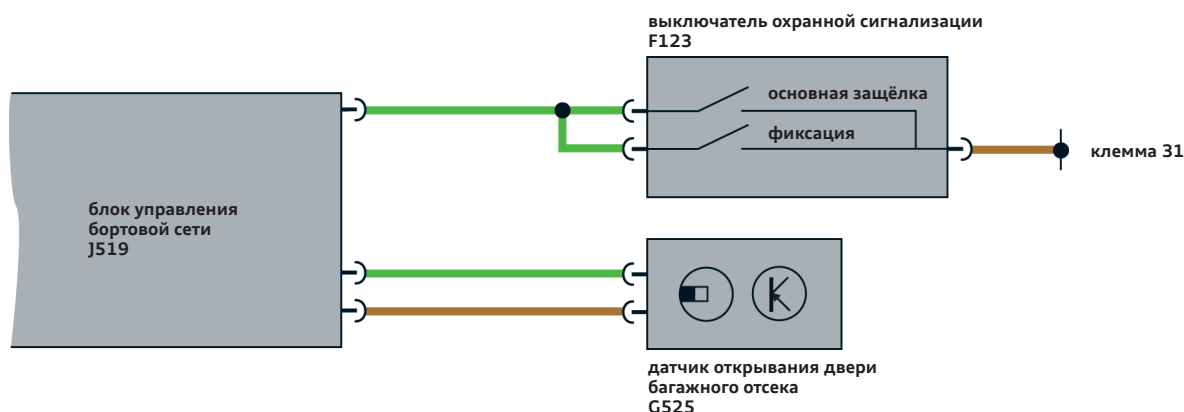 выключатель охранной сигнализации
F123
основная защёлка
фиксация
клемма 31
блок управления
бортовой сети
J519
датчик открывания двери
багажного отсека
G525